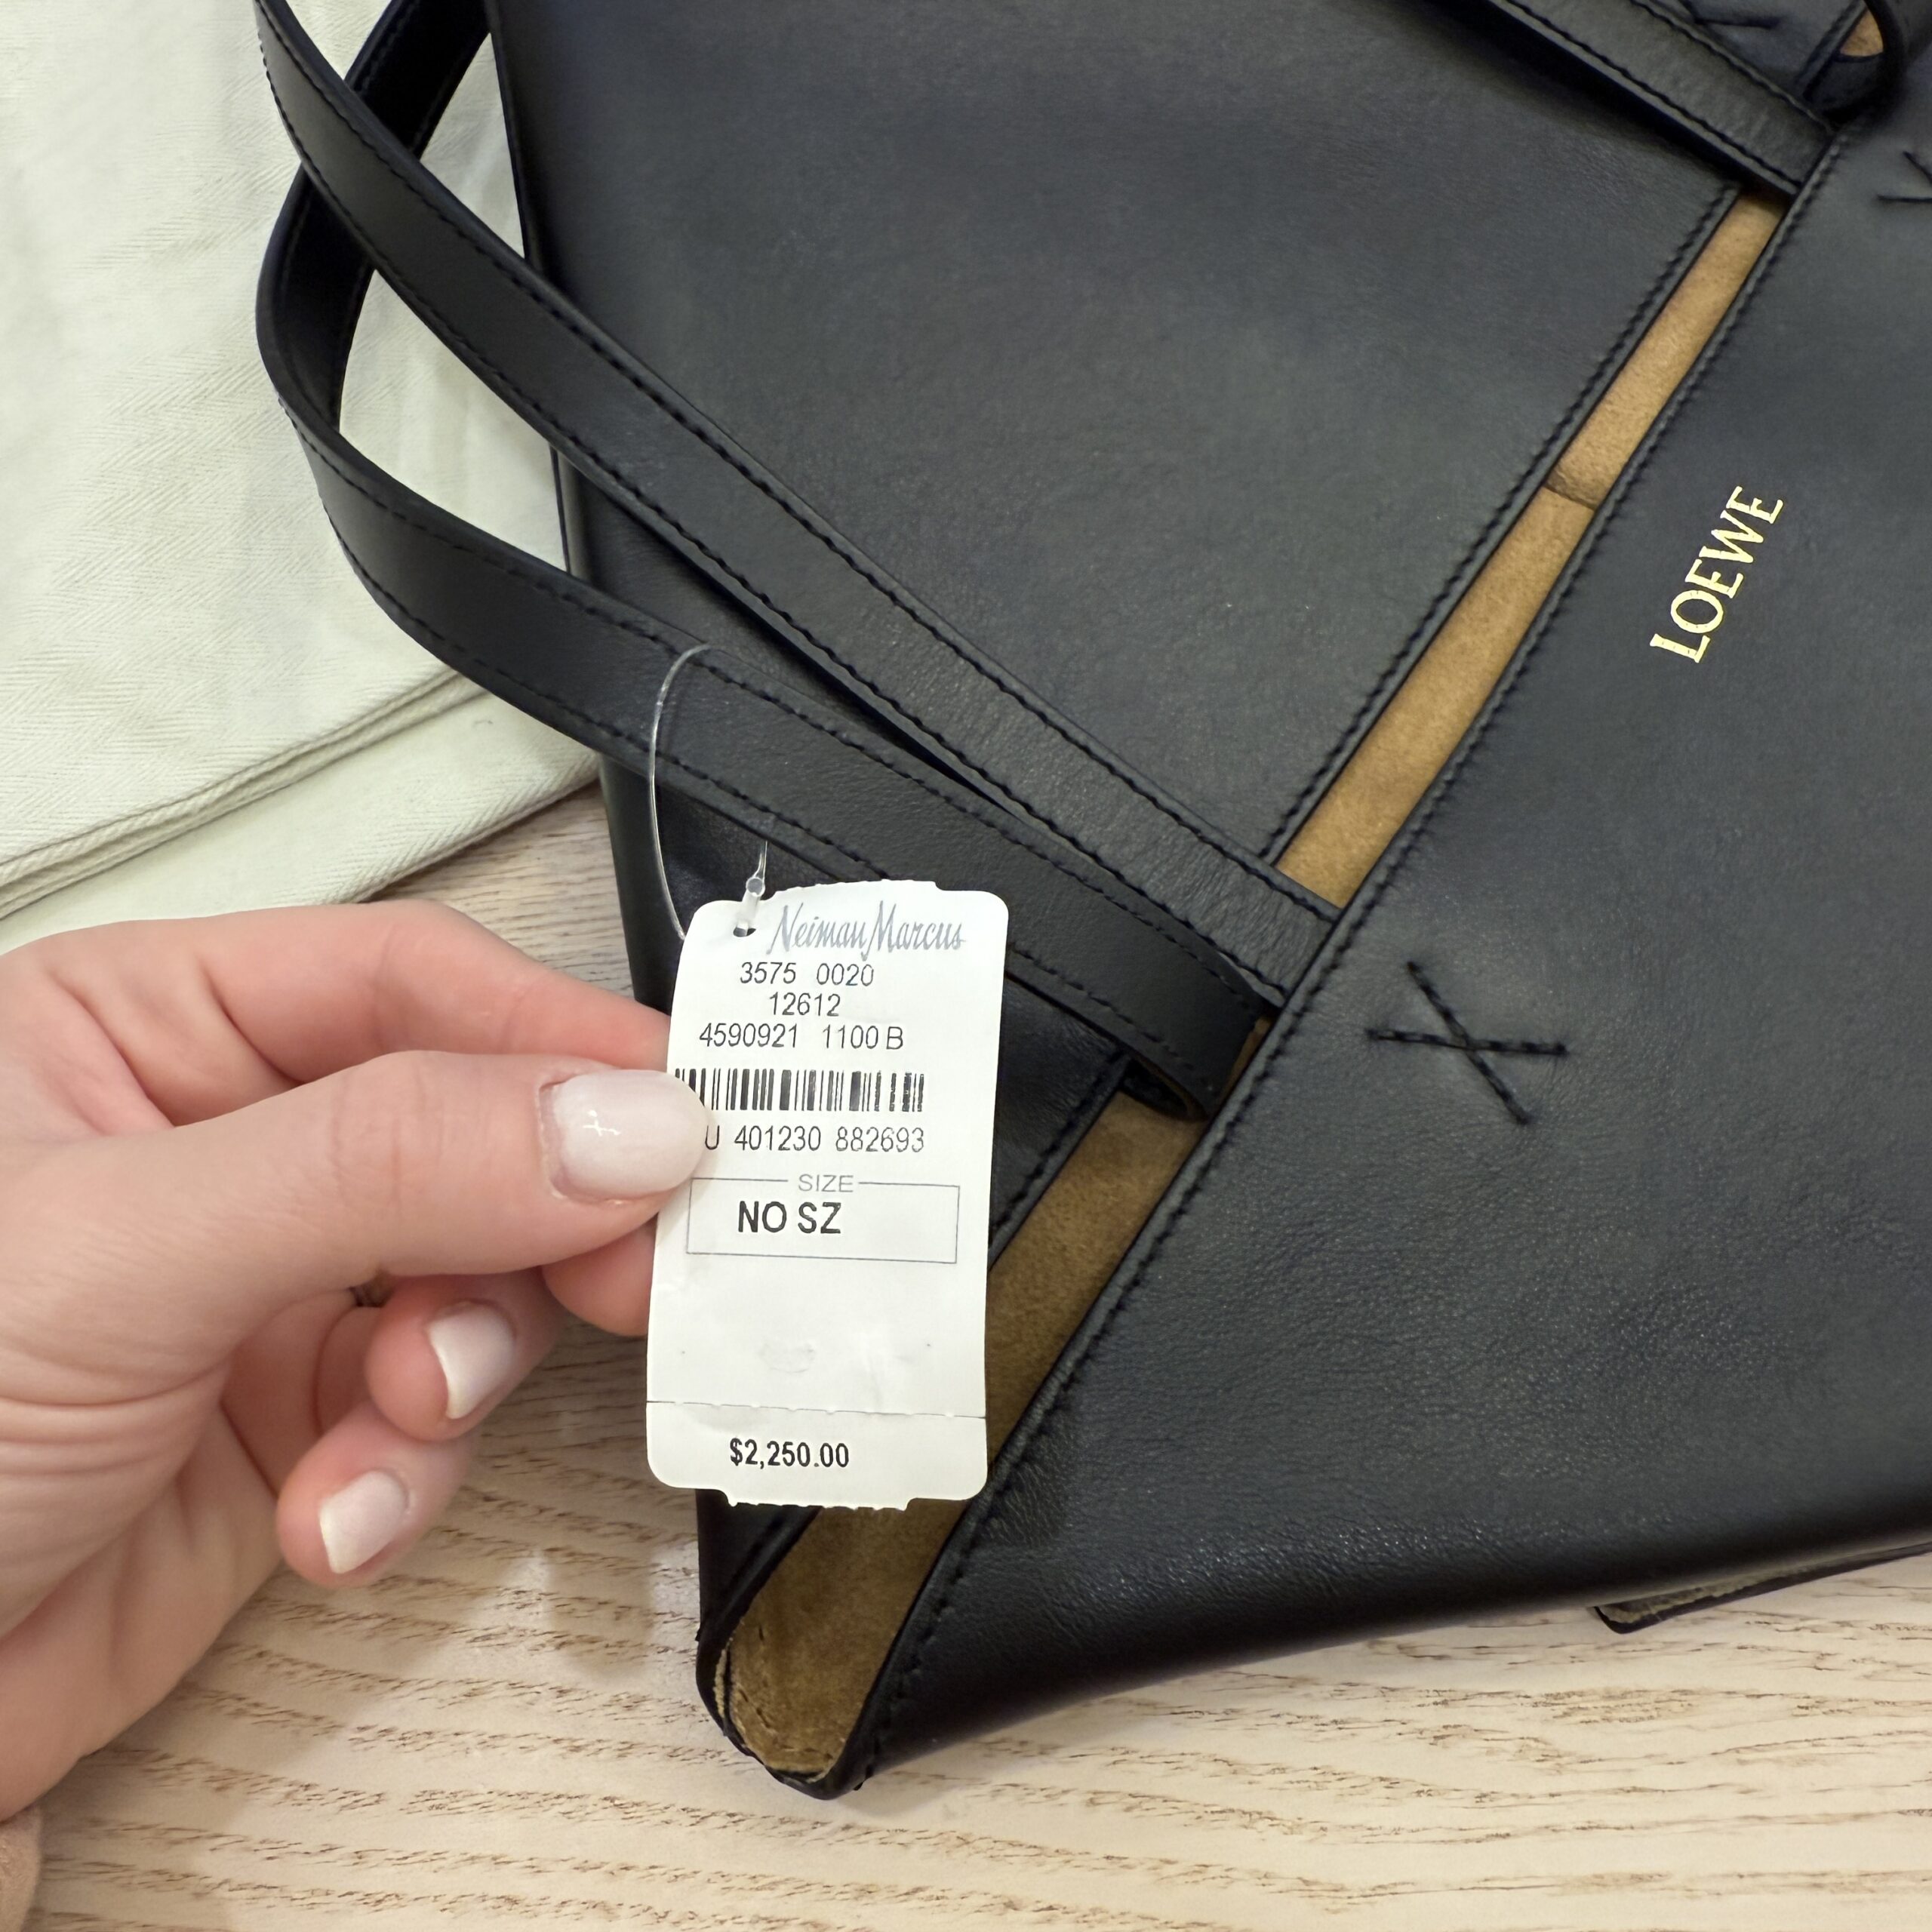 LOEWE
Neiman Marcus
3575 0020
12612
4590921 1100 B
U 401230 882693
SIZE
NO SZ
$2,250.00